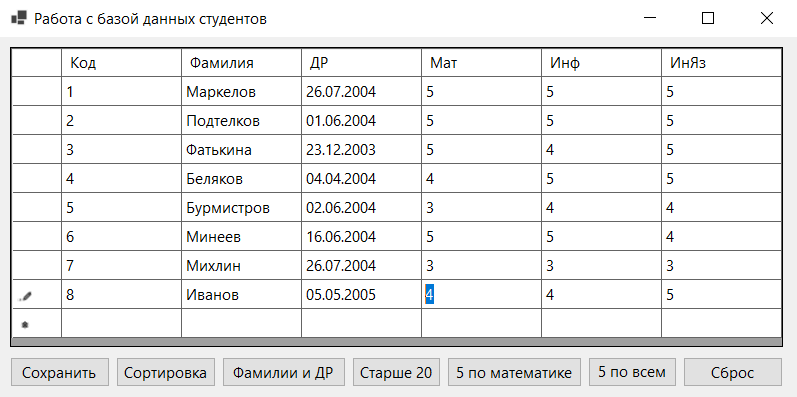 Работа с базой данных студентов
Код Фамилия ДР Мат Инф ИнЯз
1 Маркелов 26.07.2004 5 5 5
2 Подтелков 01.06.2004 5 5 5
3 Фатькина 23.12.2003 5 4 5
4 Беляков 04.04.2004 4 5 5
5 Бурмистров 02.06.2004 3 4 4
6 Минеев 16.06.2004 5 5 4
7 Михлин 26.07.2004 3 3 3
8 Иванов 05.05.2005 4 4 5
Сохранить Сортировка Фамилии и ДР Старше 20 5 по математике 5 по всем Сброс